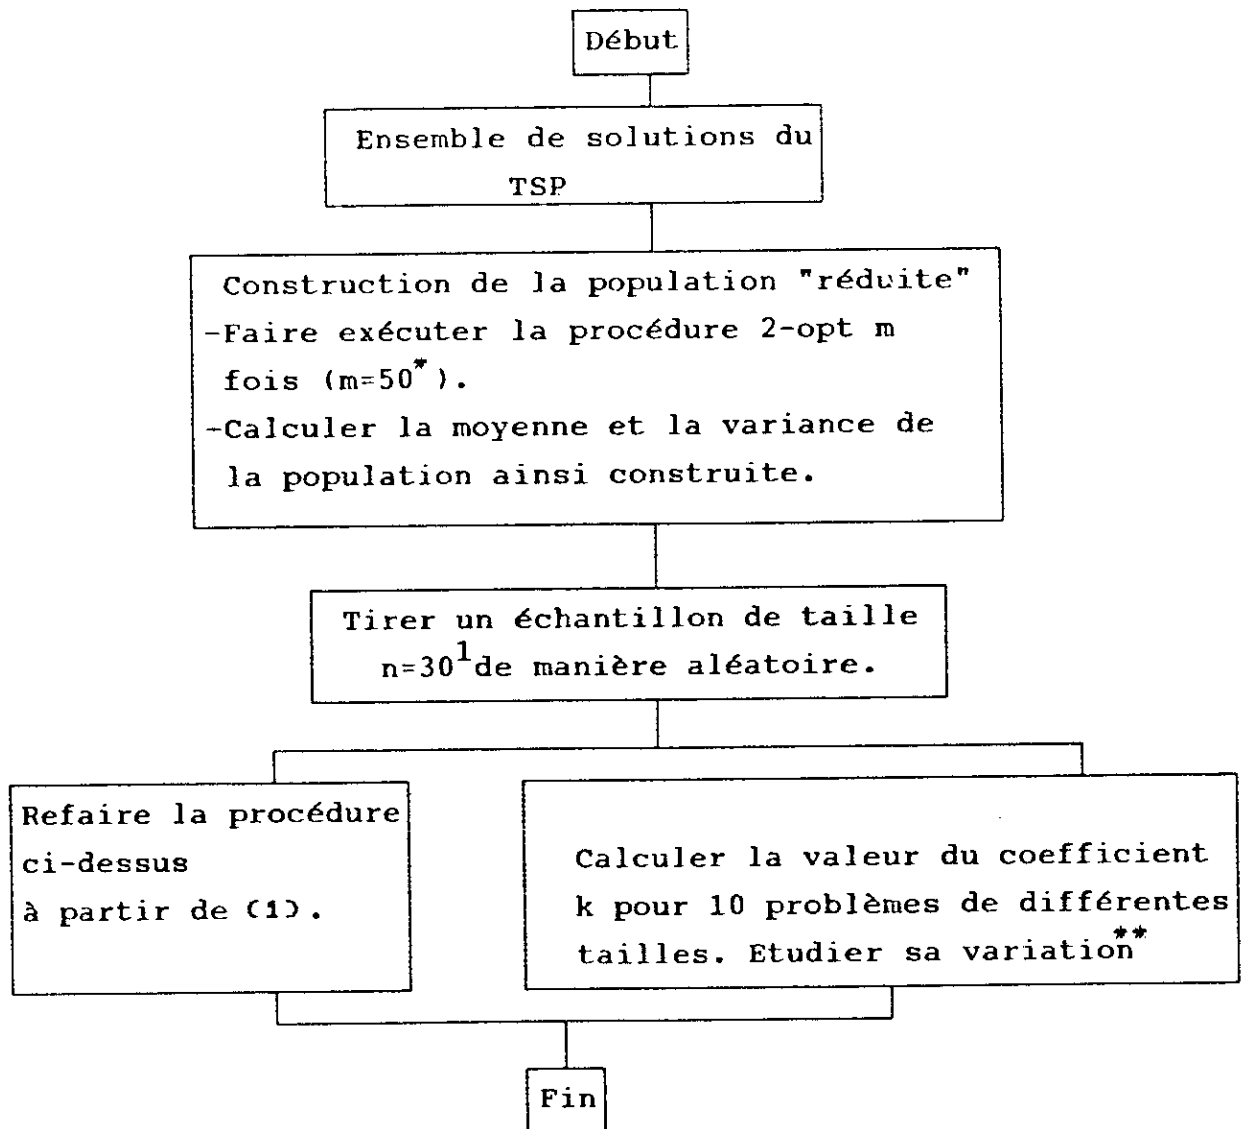 Début
Ensemble de solutions du
TSP
Construction de la population "réduite"
-Faire exécuter la procédure 2-opt m
fois (m=50*).
-Calculer la moyenne et la variance de
la population ainsi construite.
Tirer un échantillon de taille
n=30¹de manière aléatoire.
Refaire la procédure
ci-dessus
à partir de (1).
Calculer la valeur du coefficient
k pour 10 problèmes de différentes
tailles. Etudier sa variation**
Fin